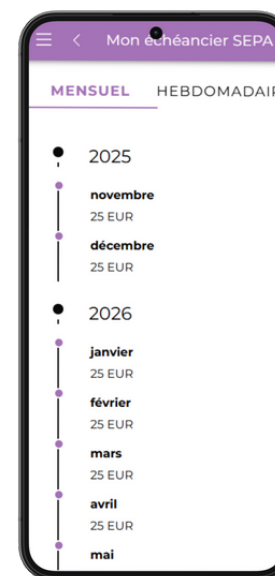 Mon échéancier SEPA
MENSUEL HEBDOMADAIR
2025
novembre
25 EUR
décembre
25 EUR
2026
janvier
25 EUR
février
25 EUR
mars
25 EUR
avril
25 EUR
mai